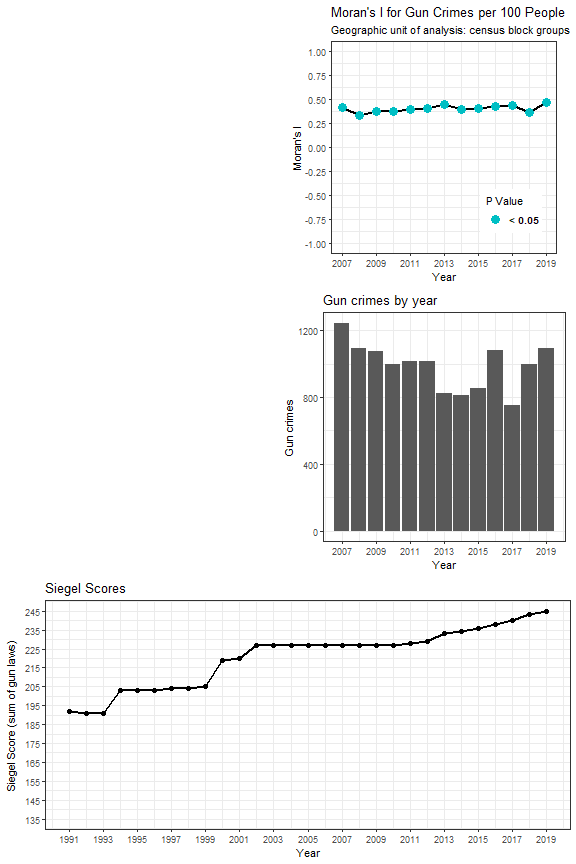 Moran's I for Gun Crimes per 100 People
Geographic unit of analysis: census block groups
1.00
0.75
0.50
0.25
0.00
-0.25
-0.50
-0.75
-1.00
Moran's I
P Value
< 0.05
2007 2009 2011 2013 2015 2017 2019
Year
Gun crimes by year
1200
800
400
0
Gun crimes
2007 2009 2011 2013 2015 2017 2019
Year
Siegel Scores
245
235
225
215
205
195
185
175
165
155
145
135
Siegel Score (sum of gun laws)
1991 1993 1995 1997 1999 2001 2003 2005 2007 2009 2011 2013 2015 2017 2019
Year